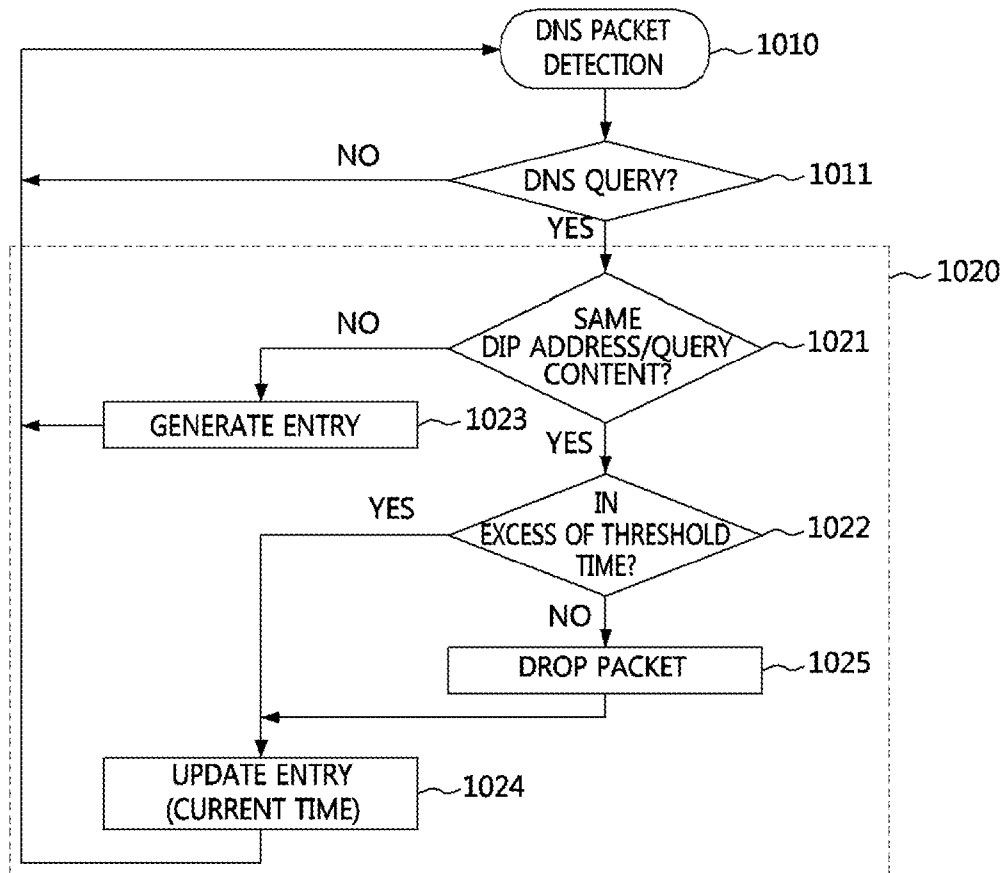 DNS PACKET
DETECTION
1010
NO
DNS QUERY?
1011
YES
1020
NO
SAME
DIP ADDRESS/QUERY
CONTENT?
1021
GENERATE ENTRY
1023
YES
YES
IN
EXCESS OF THRESHOLD
TIME?
1022
NO
DROP PACKET
1025
UPDATE ENTRY
(CURRENT TIME)
1024